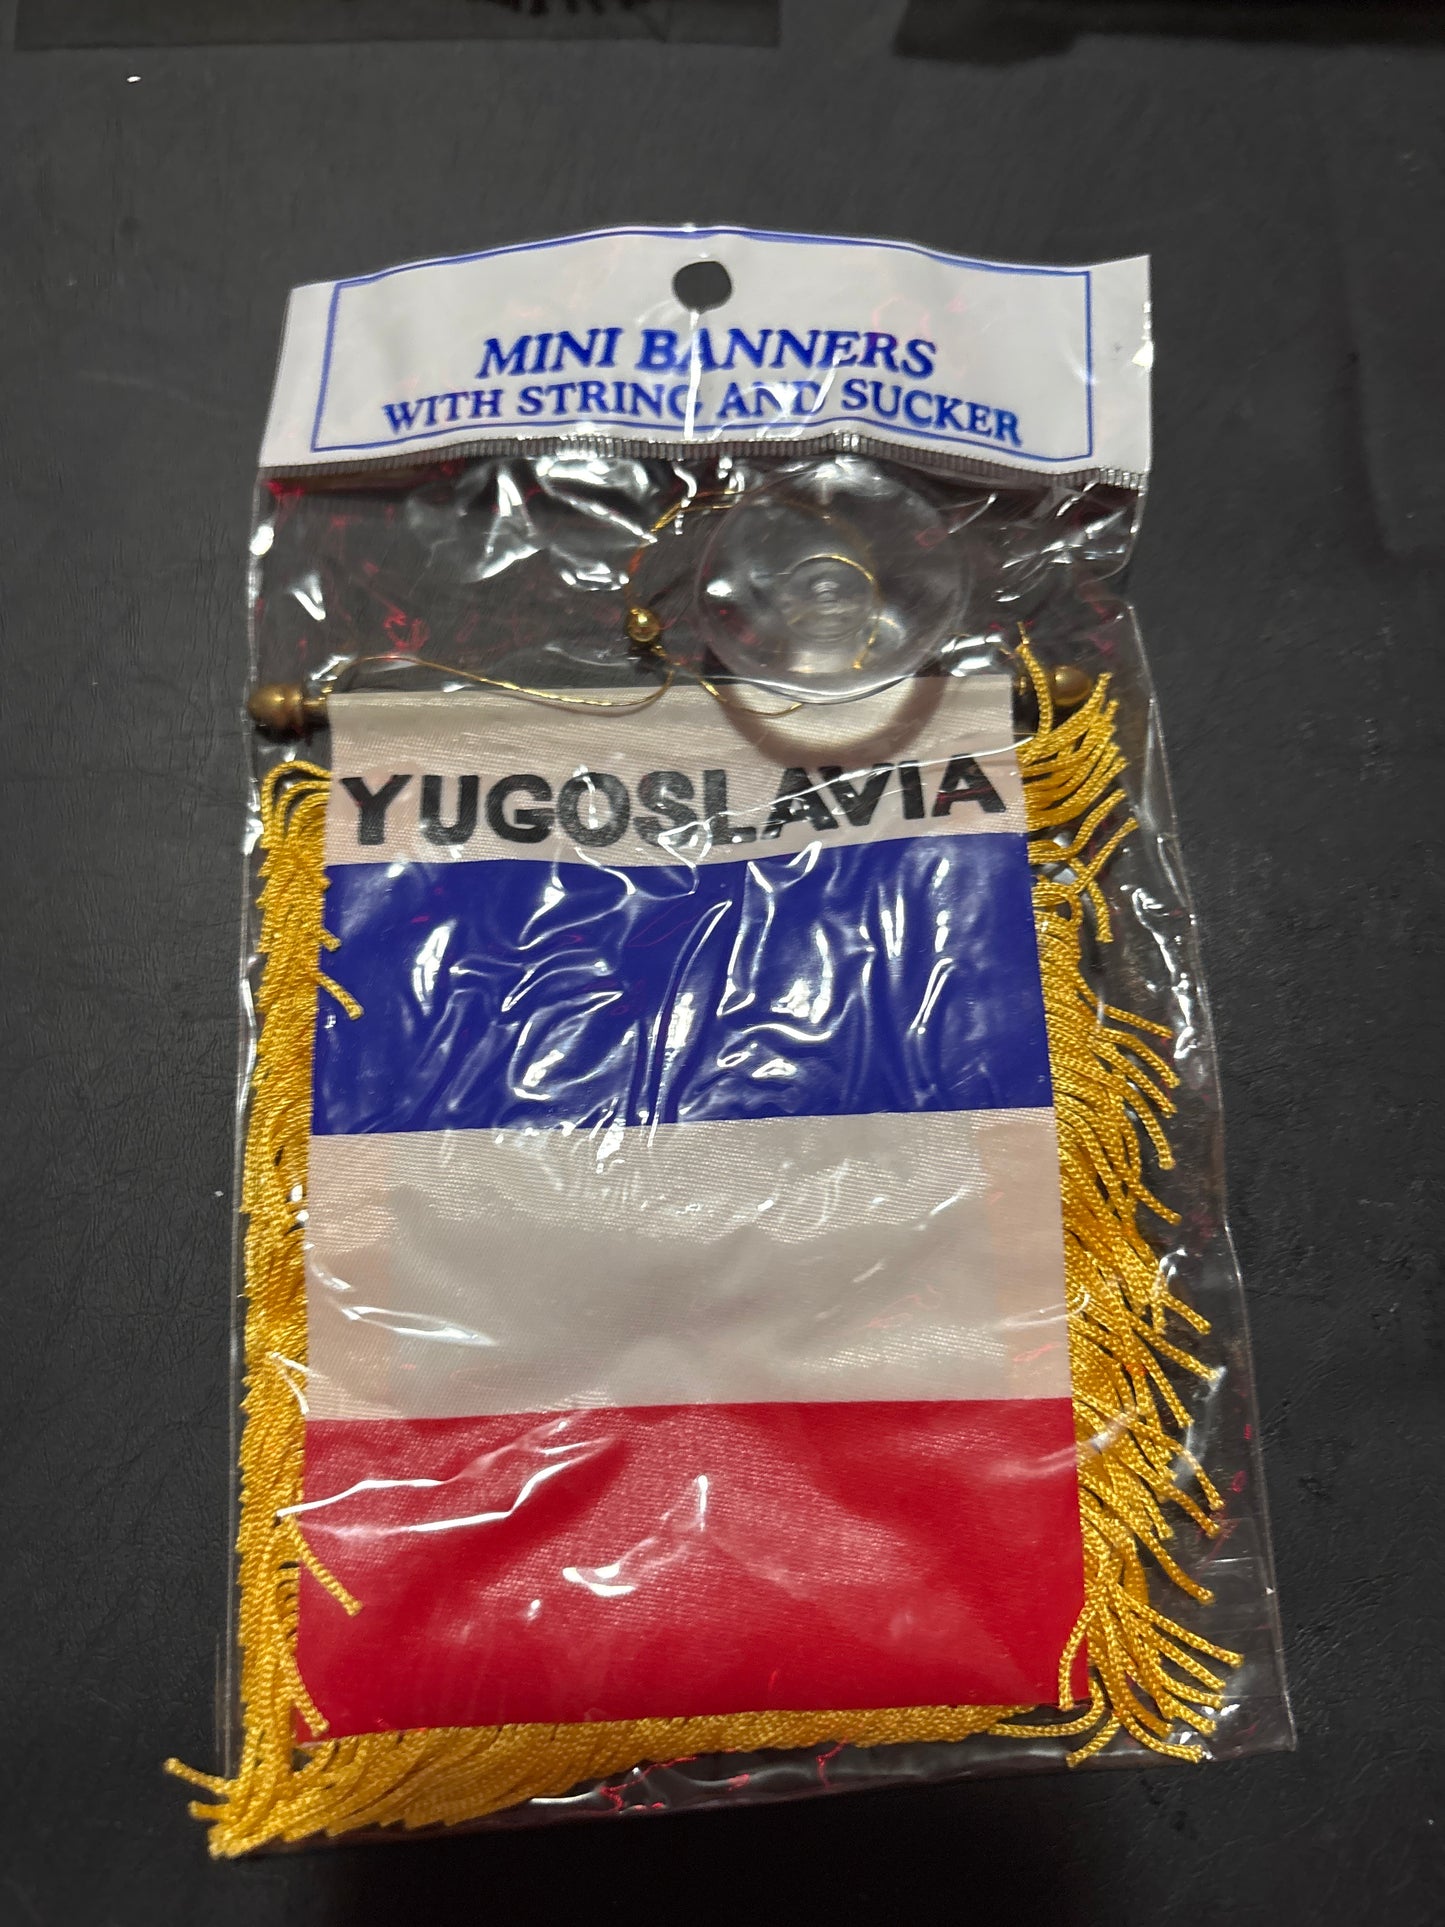 MINI BANNERS
WITH STRING AND SUCKER
YUGOSLAVIA